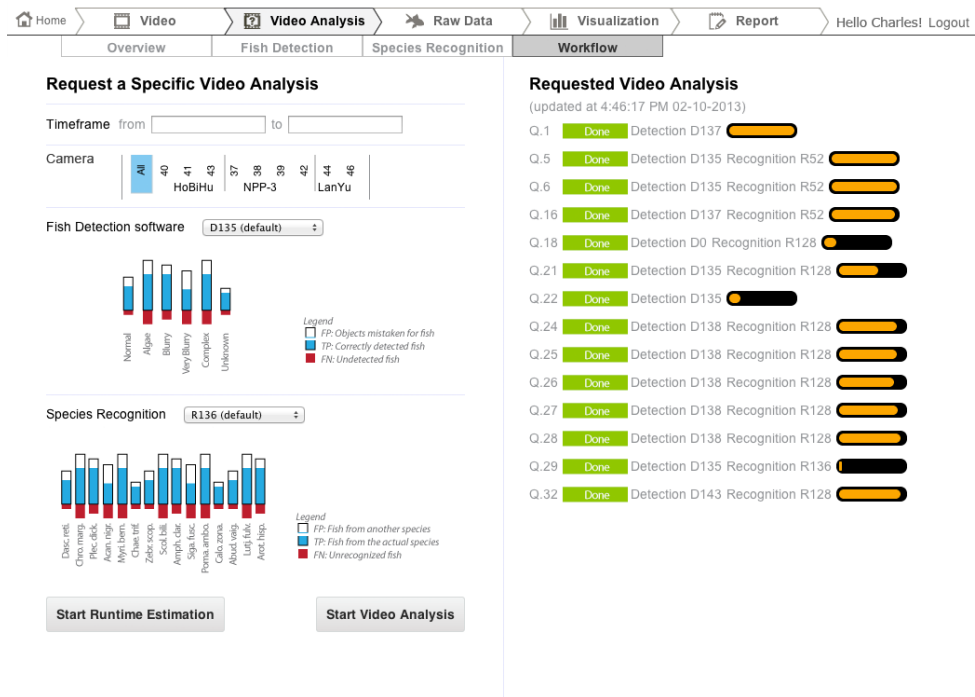 Home Video Video Analysis Raw Data Visualization Report Hello Charles! Logout
Overview Fish Detection Species Recognition Workflow
Request a Specific Video Analysis
Timeframe from to
Camera All 40 41 43 37 38 39 42 44 46
HoBiHu NPP-3 LanYu
Fish Detection software D135 (default)
Normal Algae Blurry Very Blurry Complex Unknown
Legend
FP: Objects mistaken for fish
TP: Correctly detected fish
FN: Undetected fish
Species Recognition R136 (default)
Dasc. reti. Chro. marg. Plec. dick. Acan. nigr. Myri. bern. Chae. trif. Zebr. scop. Scol. bili. Amph. clar. Siga. fusc. Poma. ambo. Calo. zona. Abud. vaig. Lutj. fulv. Arot. hisp.
Legend
FP: Fish from another species
TP: Fish from the actual species
FN: Unrecognized fish
Start Runtime Estimation Start Video Analysis
Requested Video Analysis
(updated at 4:46:17 PM 02-10-2013)
Q.1 Done Detection D137
Q.5 Done Detection D135 Recognition R52
Q.6 Done Detection D135 Recognition R52
Q.16 Done Detection D137 Recognition R52
Q.18 Done Detection D0 Recognition R128
Q.21 Done Detection D135 Recognition R128
Q.22 Done Detection D135
Q.24 Done Detection D138 Recognition R128
Q.25 Done Detection D138 Recognition R128
Q.26 Done Detection D138 Recognition R128
Q.27 Done Detection D138 Recognition R128
Q.28 Done Detection D138 Recognition R128
Q.29 Done Detection D135 Recognition R136
Q.32 Done Detection D143 Recognition R128